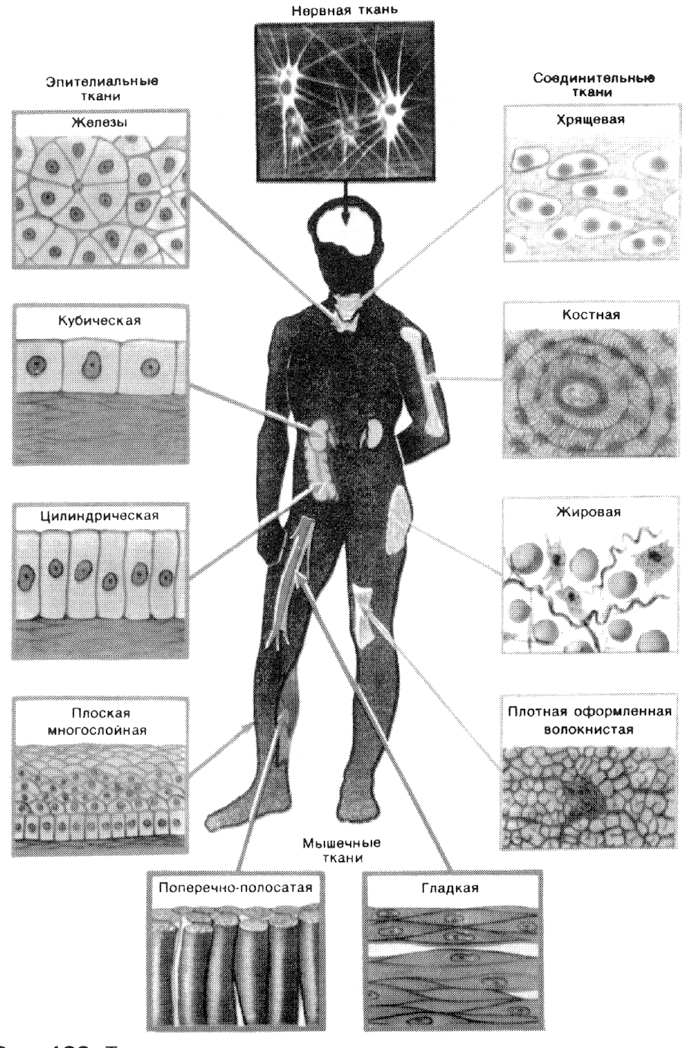 Нервная ткань
Эпителиальные
ткани
Соединительные
ткани
Железы
Хрящевая
Кубическая
Костная
Цилиндрическая
Жировая
Плоская
многослойная
Плотная оформленная
волокнистая
Мышечные
ткани
Поперечно-полосатая
Гладкая